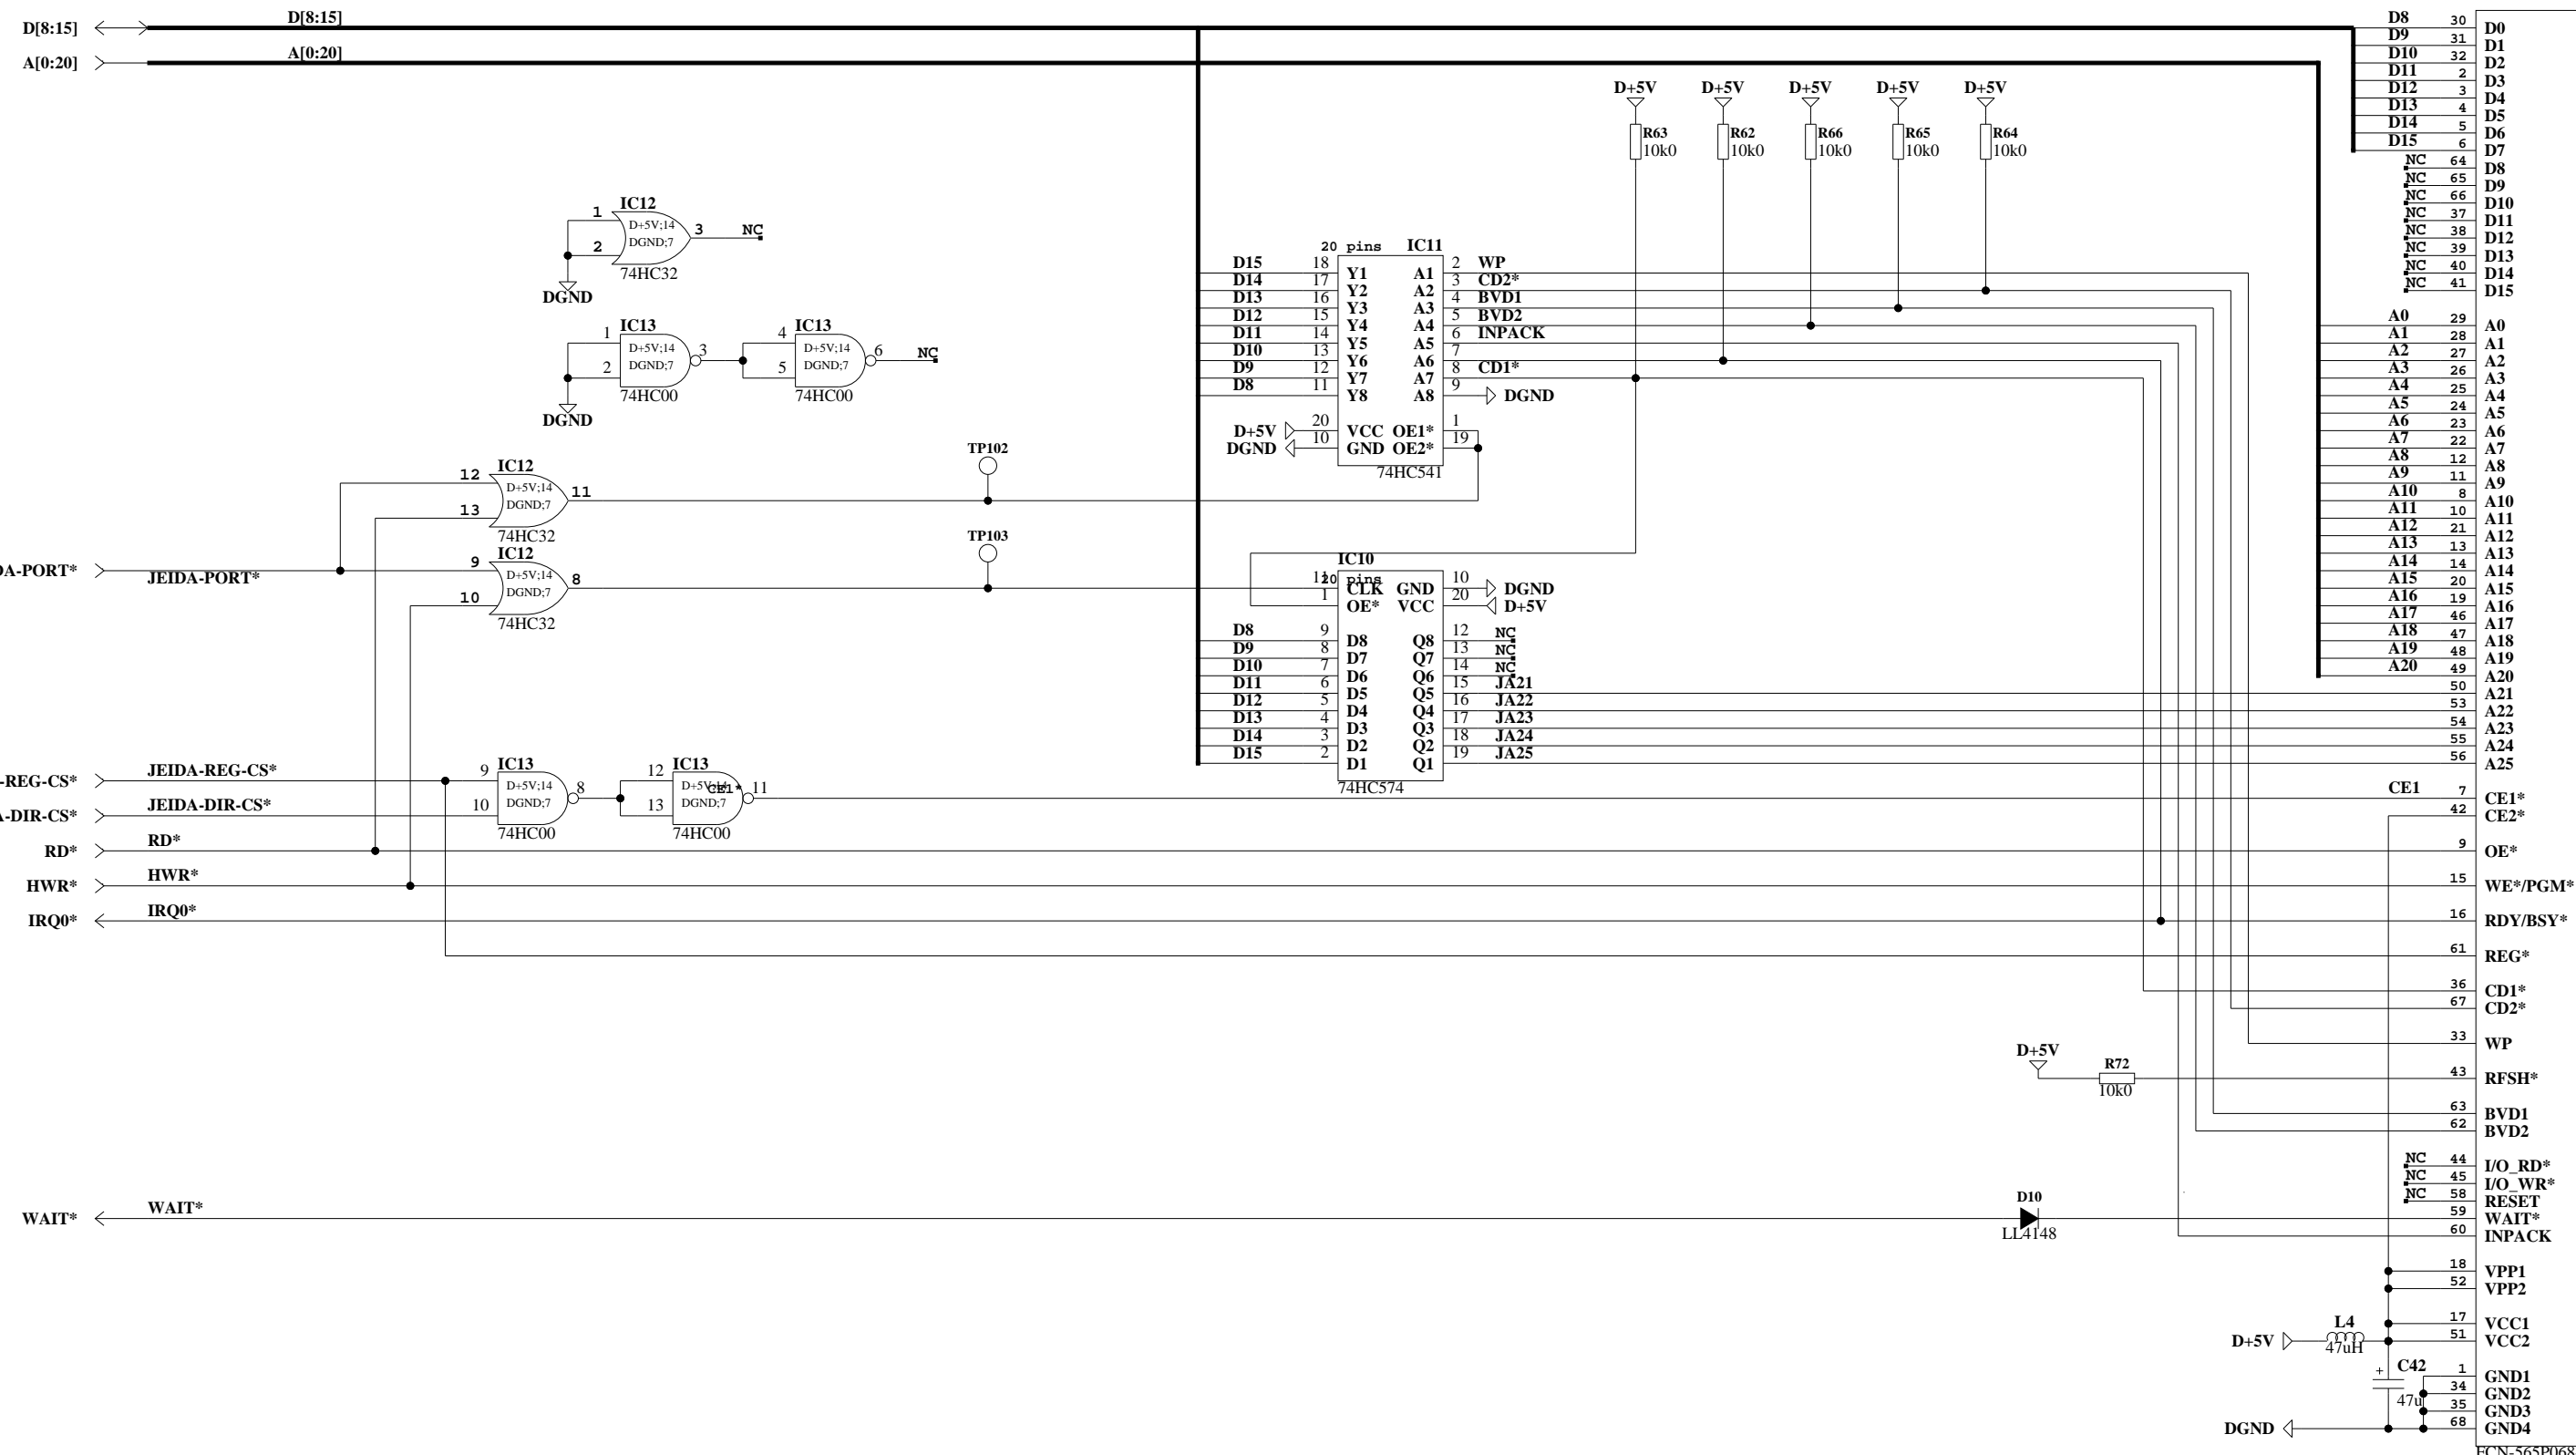 D[8:15]
D[8:15]
A[0:20]
A[0:20]
D8 30 D0
D9 31 D1
D10 32 D2
D11 2 D3
D12 3 D4
D13 4 D5
D14 5 D6
D15 6 D7
NC 64 D8
NC 65 D9
NC 66 D10
NC 37 D11
NC 38 D12
NC 39 D13
NC 40 D14
NC 41 D15
D+5V D+5V D+5V D+5V D+5V
R63 R62 R66 R65 R64
10k0 10k0 10k0 10k0 10k0
IC12
1 D+5V;14 3 NC
2 DGND;7
74HC32
DGND
IC13 IC13
1 D+5V;14 3 4 D+5V;14 6 NC
2 DGND;7 5 DGND;7
74HC00 74HC00
DGND
20 pins IC11
D15 18 Y1 A1 2 WP
D14 17 Y2 A2 3 CD2*
D13 16 Y3 A3 4 BVD1
D12 15 Y4 A4 5 BVD2
D11 14 Y5 A5 6 INPACK
D10 13 Y6 A6 7
D9 12 Y7 A7 8 CD1*
D8 11 Y8 A8 9 DGND
D+5V 20 VCC OE1* 1
DGND 10 GND OE2* 19
74HC541
A0 29 A0
A1 28 A1
A2 27 A2
A3 26 A3
A4 25 A4
A5 24 A5
A6 23 A6
A7 22 A7
A8 12 A8
A9 11 A9
A10 8 A10
A11 10 A11
A12 21 A12
A13 13 A13
A14 14 A14
A15 20 A15
A16 19 A16
A17 46 A17
A18 47 A18
A19 48 A19
A20 49 A20
50 A21
53 A22
54 A23
55 A24
56 A25
TP102
IC12
12 D+5V;14 11
13 DGND;7
74HC32
TP103
IC12
DA-PORT* JEIDA-PORT* 9 D+5V;14 8
10 DGND;7
74HC32
IC10
20 pins
11 CLK GND 10 DGND
1 OE* VCC 20 D+5V
D8 9 D8 Q8 12 NC
D9 8 D7 Q7 13 NC
D10 7 D6 Q6 14 NC
D11 6 D5 Q5 15 JA21
D12 5 D4 Q4 16 JA22
D13 4 D3 Q3 17 JA23
D14 3 D2 Q2 18 JA24
D15 2 D1 Q1 19 JA25
74HC574
IC13 IC13
-REG-CS* JEIDA-REG-CS* 9 D+5V;14 8 12 D+5V;14 CE1* 11
A-DIR-CS* JEIDA-DIR-CS* 10 DGND;7 13 DGND;7
74HC00 74HC00
CE1 7 CE1*
42 CE2*
RD* RD* 9 OE*
HWR* HWR* 15 WE*/PGM*
IRQ0* IRQ0* 16 RDY/BSY*
61 REG*
36 CD1*
67 CD2*
33 WP
D+5V R72 43 RFSH*
10k0
63 BVD1
62 BVD2
NC 44 I/O_RD*
NC 45 I/O_WR*
NC 58 RESET
WAIT* WAIT* D10 59 WAIT*
LL4148
60 INPACK
18 VPP1
52 VPP2
17 VCC1
D+5V L4 51 VCC2
47uH
+ C42 1 GND1
34 GND2
47u 35 GND3
DGND 68 GND4
FCN-565P068